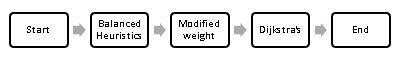 Start
Balanced
Heuristics
Modified
weight
Dijkstra's
End